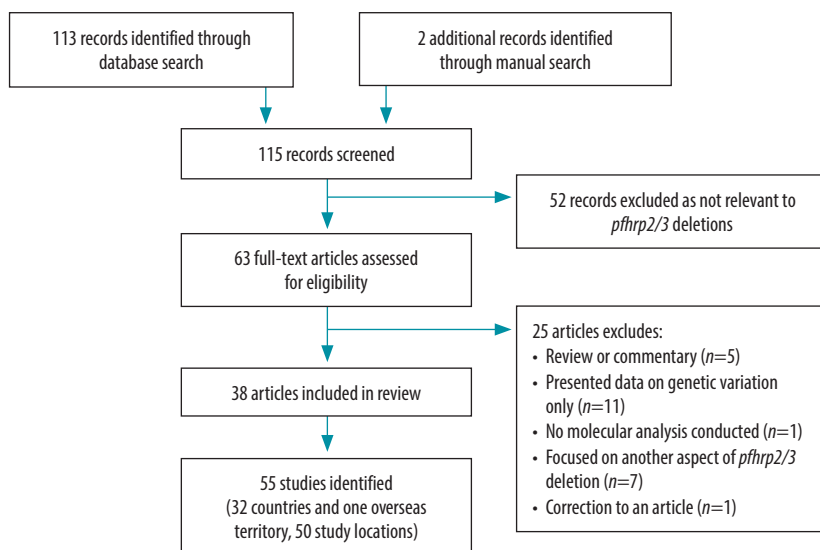 113 records identified through
database search
2 additional records identified
through manual search
115 records screened
52 records excluded as not relevant to
pfhrp2/3 deletions
63 full-text articles assessed
for eligibility
25 articles excludes:
• Review or commentary (n=5)
• Presented data on genetic variation
only (n=11)
• No molecular analysis conducted (n=1)
• Focused on another aspect of pfhrp2/3
deletion (n=7)
• Correction to an article (n=1)
38 articles included in review
55 studies identified
(32 countries and one overseas
territory, 50 study locations)